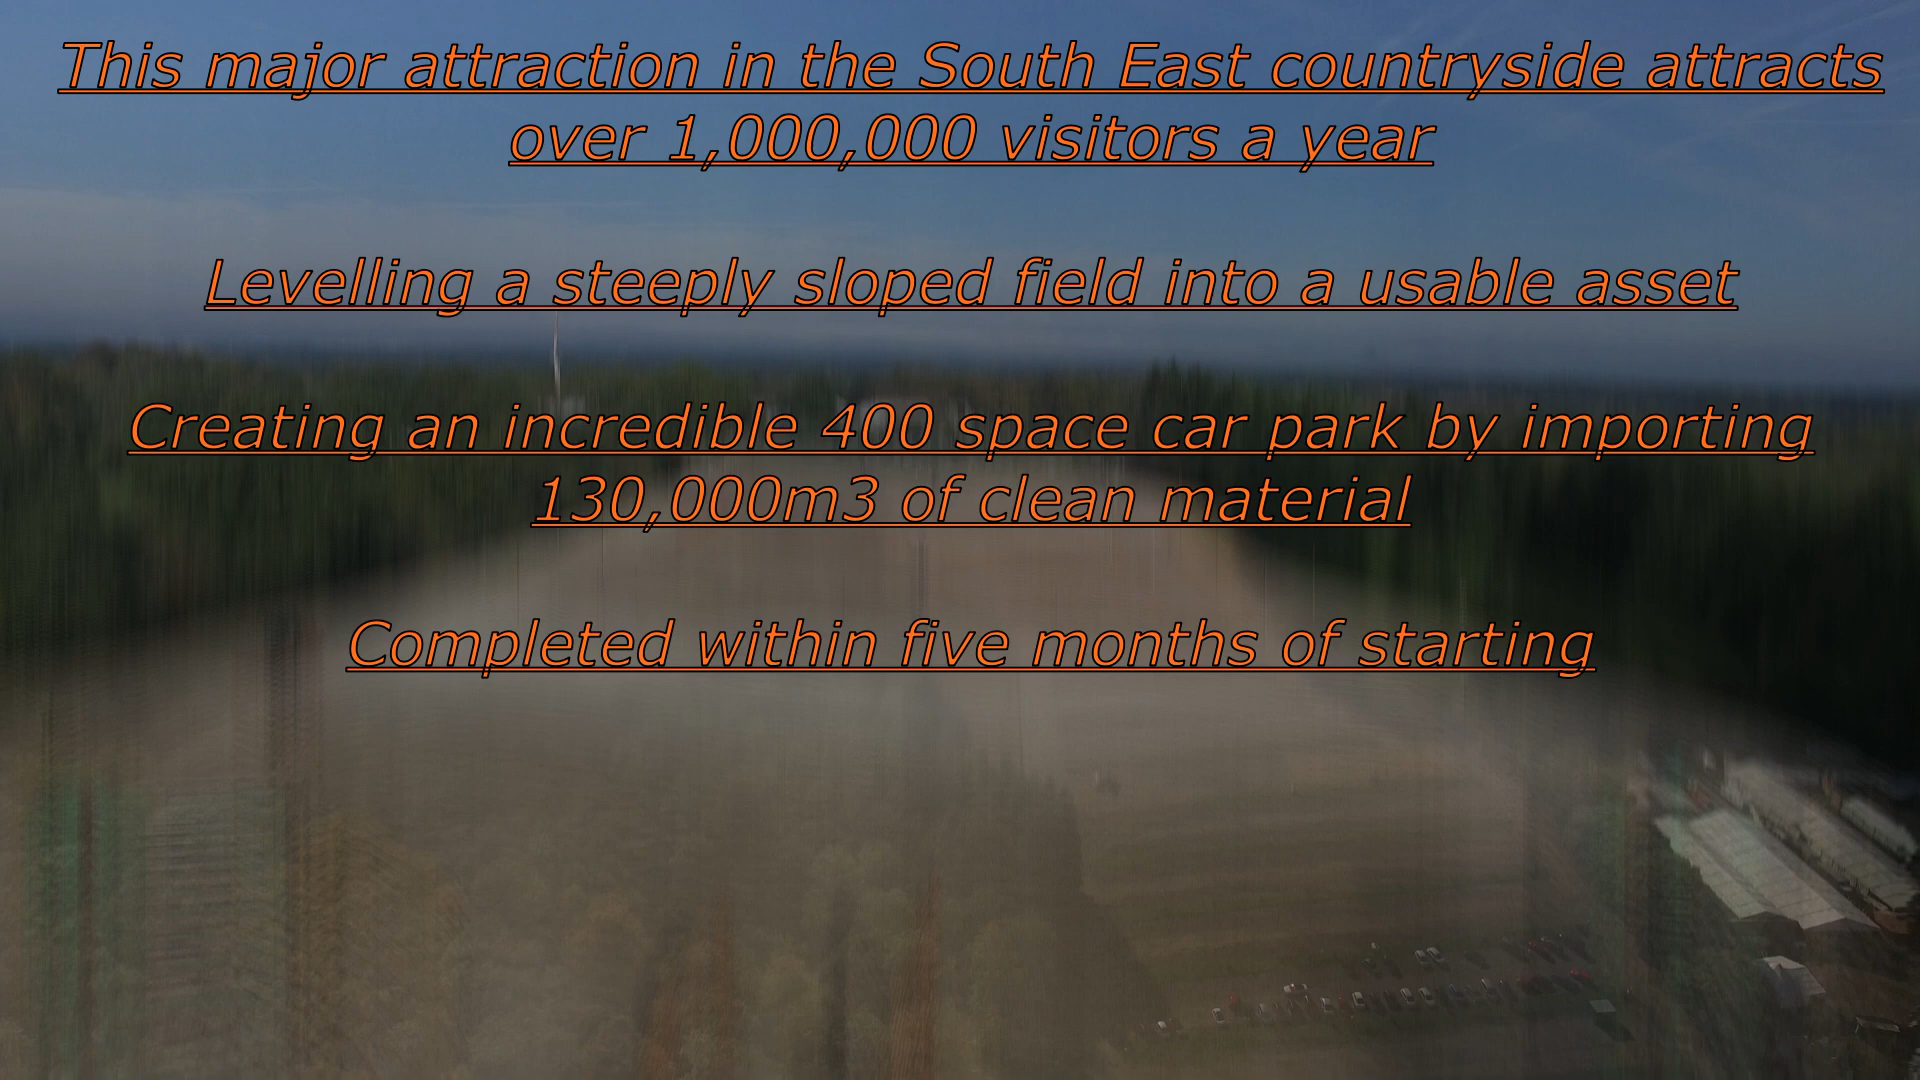 This major attraction in the South East countryside attracts
over 1,000,000 visitors a year
Levelling a steeply sloped field into a usable asset
Creating an incredible 400 space car park by importing
130,000m3 of clean material
Completed within five months of starting